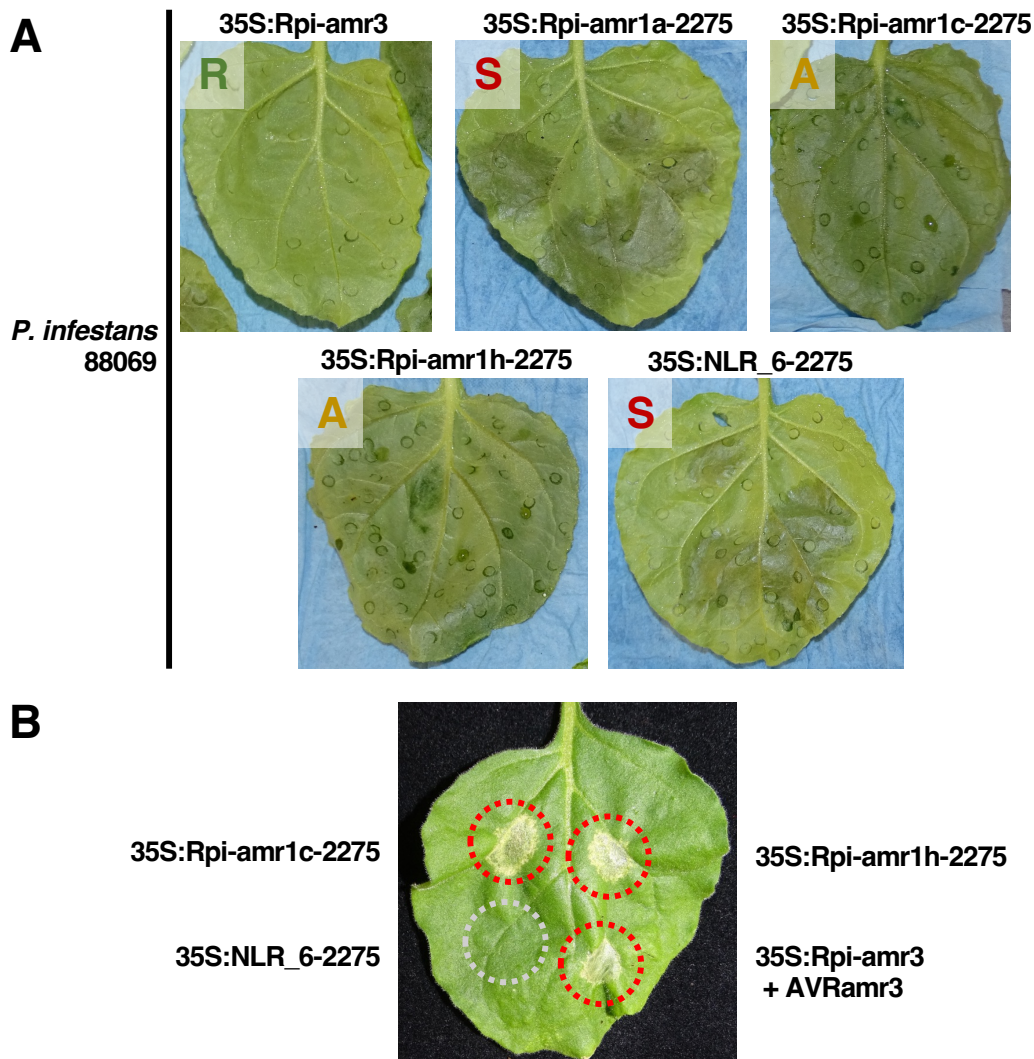 A
35S:Rpi-amr3
35S:Rpi-amr1a-2275
35S:Rpi-amr1c-2275
R
S
A
P. infestans
88069
35S:Rpi-amr1h-2275
35S:NLR_6-2275
A
S
B
35S:Rpi-amr1c-2275
35S:Rpi-amr1h-2275
35S:NLR_6-2275
35S:Rpi-amr3
+ AVRamr3